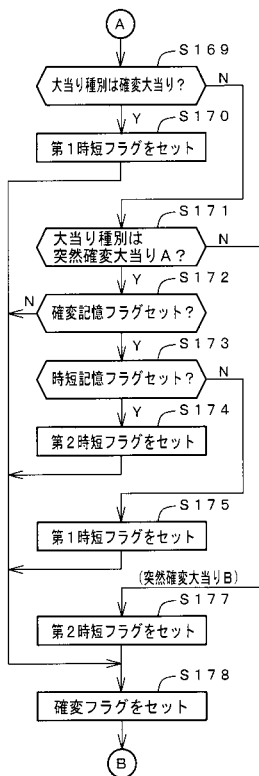 A
S169
大当り種別は確変大当り?
N
Y
S170
第1時短フラグをセット
S171
大当り種別は
突然確変大当りA?
N
Y
S172
N
確変記憶フラグセット?
Y
S173
時短記憶フラグセット?
N
Y
S174
第2時短フラグをセット
S175
第1時短フラグをセット
(突然確変大当りB)
S177
第2時短フラグをセット
S178
確変フラグをセット
B